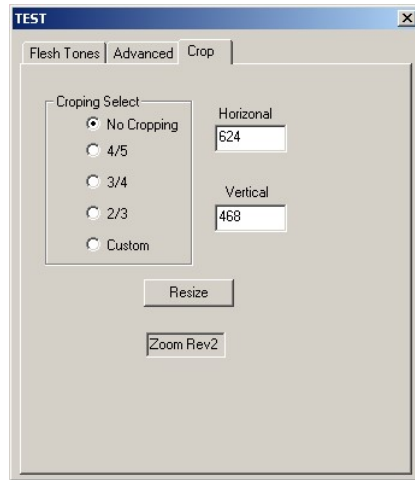 TEST
Flesh Tones Advanced Crop
Croping Select
No Cropping
4/5
3/4
2/3
Custom
Horizonal
624
Vertical
468
Resize
Zoom Rev2